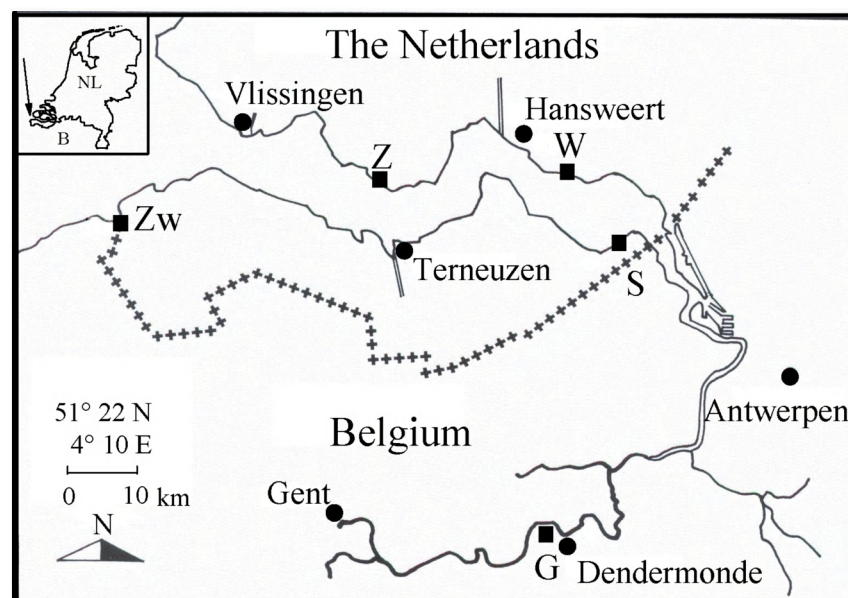 The Netherlands
NL
B
Vlissingen
Hansweert
Z
W
Zw
Terneuzen
S
51° 22 N
4° 10 E
0 10 km
N
Belgium
Antwerpen
Gent
G
Dendermonde